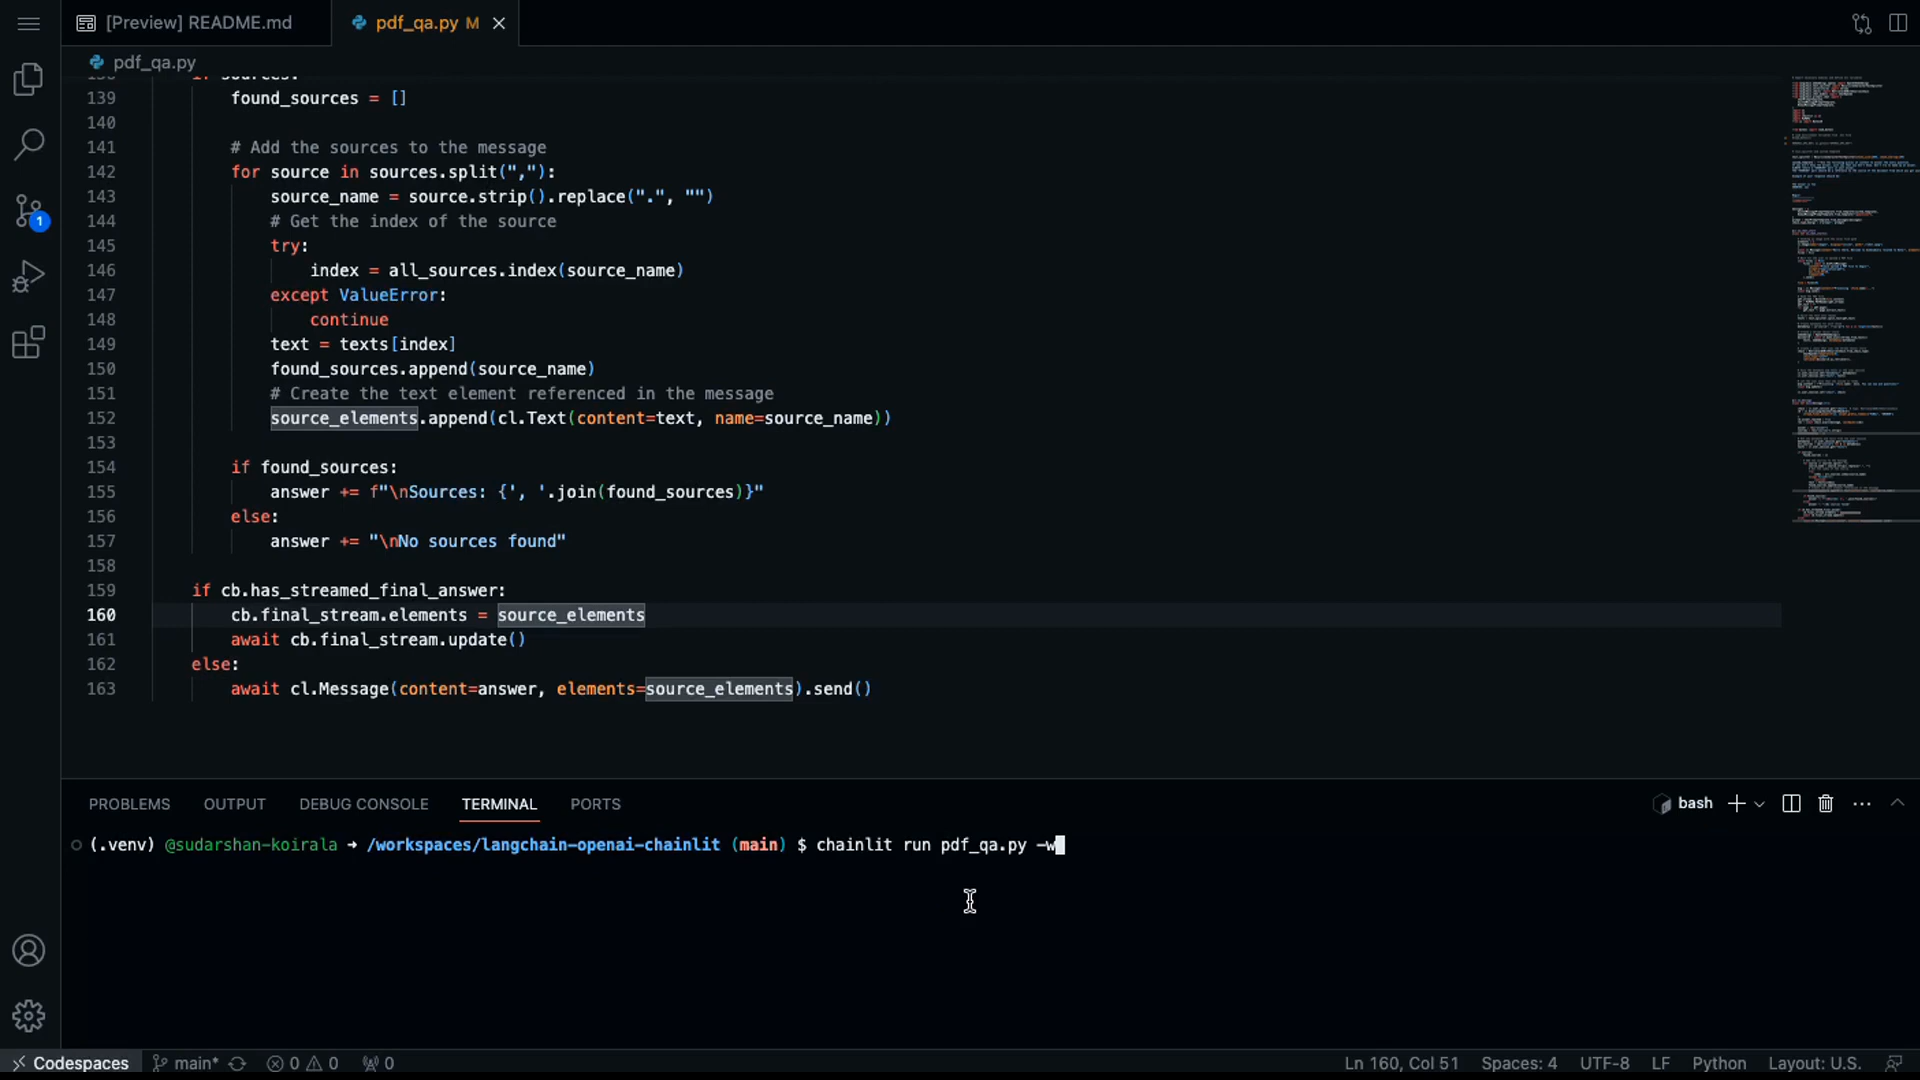 [Preview] README.md
pdf_qa.py M
pdf_qa.py
139 found_sources = []
140
141 # Add the sources to the message
142 for source in sources.split(","):
143 source_name = source.strip().replace(".", "")
144 # Get the index of the source
145 try:
146 index = all_sources.index(source_name)
147 except ValueError:
148 continue
149 text = texts[index]
150 found_sources.append(source_name)
151 # Create the text element referenced in the message
152 source_elements.append(cl.Text(content=text, name=source_name))
153
154 if found_sources:
155 answer += f"\nSources: {', '.join(found_sources)}"
156 else:
157 answer += "\nNo sources found"
158
159 if cb.has_streamed_final_answer:
160 cb.final_stream.elements = source_elements
161 await cb.final_stream.update()
162 else:
163 await cl.Message(content=answer, elements=source_elements).send()
1
PROBLEMS OUTPUT DEBUG CONSOLE TERMINAL PORTS bash
(.venv) @sudarshan-koirala → /workspaces/langchain-openai-chainlit (main) $ chainlit run pdf_qa.py -w
Codespaces main* 0 0 0 Ln 160, Col 51 Spaces: 4 UTF-8 LF Python Layout: U.S.